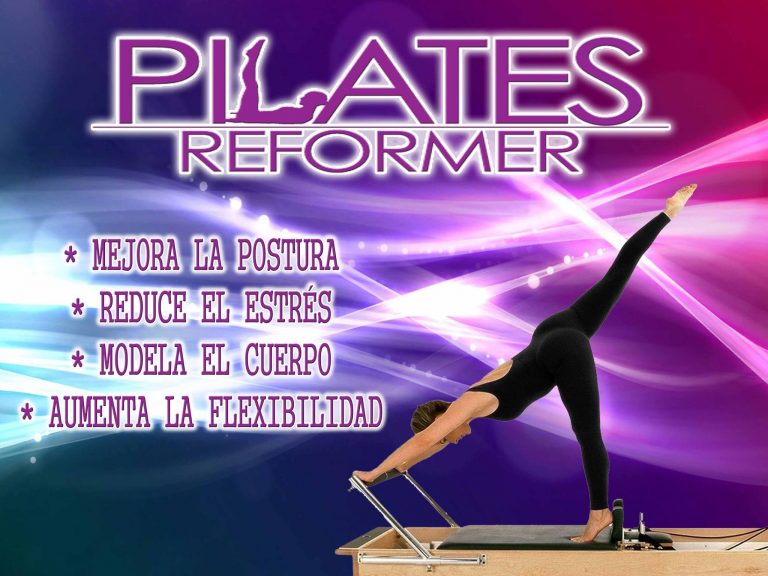 PILATES
REFORMER
* MEJORA LA POSTURA
* REDUCE EL ESTRÉS
* MODELA EL CUERPO
* AUMENTA LA FLEXIBILIDAD